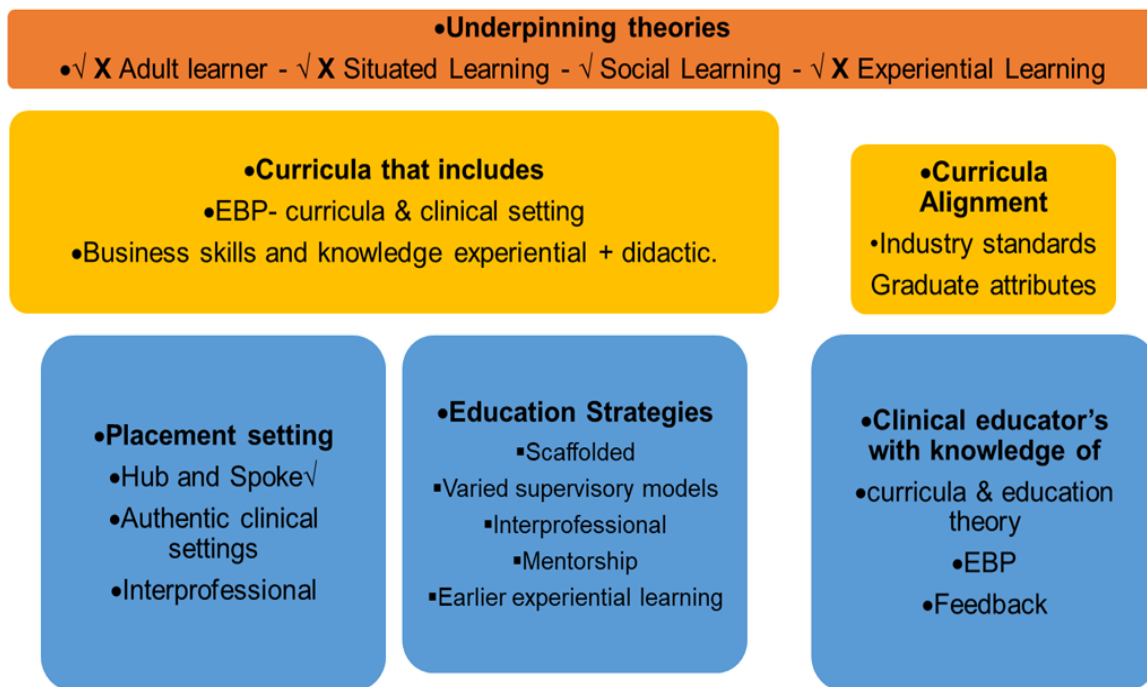 •Underpinning theories
•√ X Adult learner - √ X Situated Learning - √ Social Learning - √ X Experiential Learning
•Curricula that includes
•EBP- curricula & clinical setting
•Business skills and knowledge experiential + didactic.
•Curricula
Alignment
•Industry standards
Graduate attributes
•Placement setting
•Hub and Spoke√
•Authentic clinical
settings
•Interprofessional
•Education Strategies
▪Scaffolded
▪Varied supervisory models
▪Interprofessional
▪Mentorship
▪Earlier experiential learning
•Clinical educator's
with knowledge of
•curricula & education
theory
•EBP
•Feedback